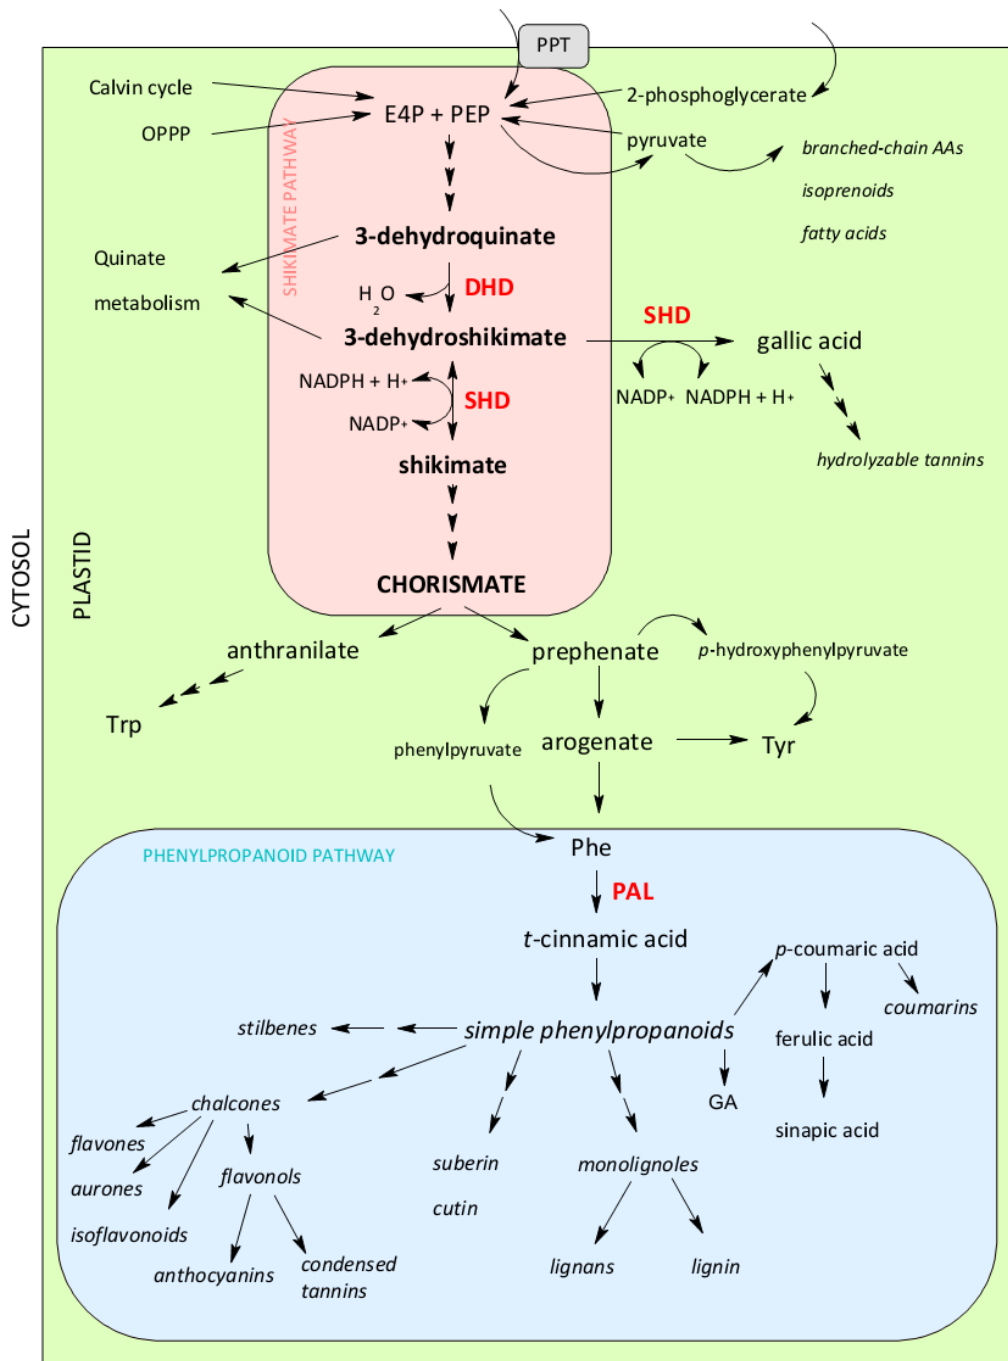 PPT
Calvin cycle
2-phosphoglycerate
E4P + PEP
OPPP
pyruvate
branched-chain AAs
isoprenoids
fatty acids
SHIKIMATE PATHWAY
3-dehydroquinate
Quinate
metabolism
H2O
DHD
3-dehydroshikimate
SHD
gallic acid
NADPH + H+
NADP+
SHD
NADP+ NADPH + H+
hydrolyzable tannins
shikimate
CYTOSOL
PLASTID
CHORISMATE
anthranilate
prephenate
p-hydroxyphenylpyruvate
Trp
phenylpyruvate
arogenate
Tyr
PHENYLPROPANOID PATHWAY
Phe
PAL
t-cinnamic acid
p-coumaric acid
coumarins
stilbenes
simple phenylpropanoids
ferulic acid
GA
sinapic acid
chalcones
flavones
aurones
isoflavonoids
flavonols
anthocyanins
condensed
tannins
suberin
cutin
monolignoles
lignans
lignin